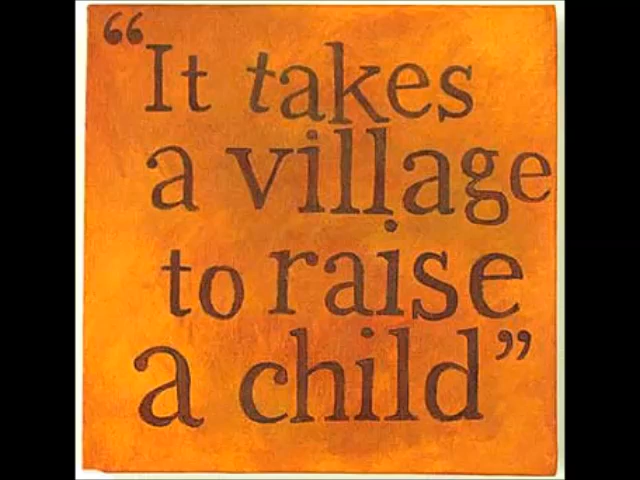 “It takes
a village
to raise
a child”